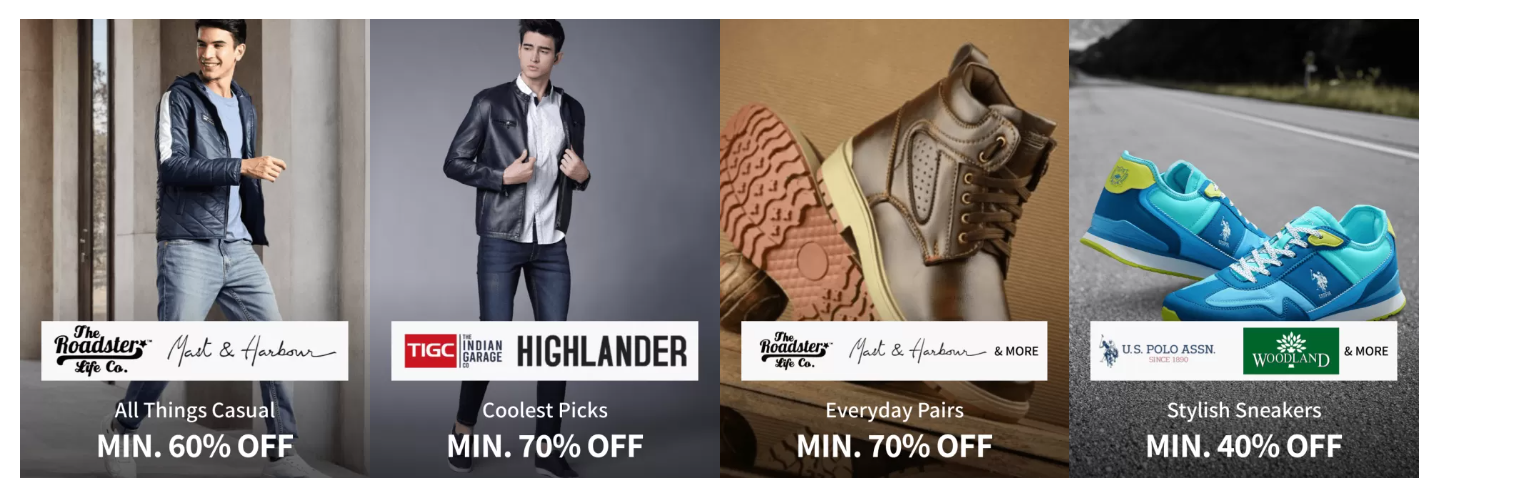 The
Roadster
Life Co.
Mast & Harbour
All Things Casual
MIN. 60% OFF
TIGC
THE
INDIAN
GARAGE
CO
HIGHLANDER
Coolest Picks
MIN. 70% OFF
The
Roadster
Life Co.
Mast & Harbour
& MORE
Everyday Pairs
MIN. 70% OFF
U.S. POLO ASSN.
SINCE 1890
WOODLAND
& MORE
Stylish Sneakers
MIN. 40% OFF